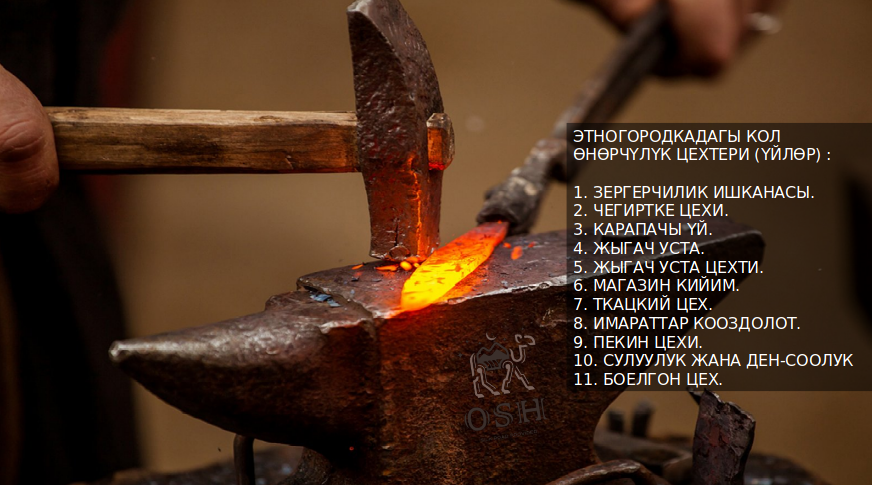 ЭТНОГОРОДКАДАГЫ КОЛ
ӨНӨРЧҮЛҮК ЦЕХТЕРИ (ҮЙЛӨР) :
1. ЗЕРГЕРЧИЛИК ИШКАНАСЫ.
2. ЧЕГИРТКЕ ЦЕХИ.
3. КАРАПАЧЫ ҮЙ.
4. ЖЫГАЧ УСТА.
5. ЖЫГАЧ УСТА ЦЕХТИ.
6. МАГАЗИН КИЙИМ.
7. ТКАЦКИЙ ЦЕХ.
8. ИМАРАТТАР КООЗДОЛОТ.
9. ПЕКИН ЦЕХИ.
10. СУЛУУЛУК ЖАНА ДЕН-СООЛУК
11. БОЕЛГОН ЦЕХ.
OSH